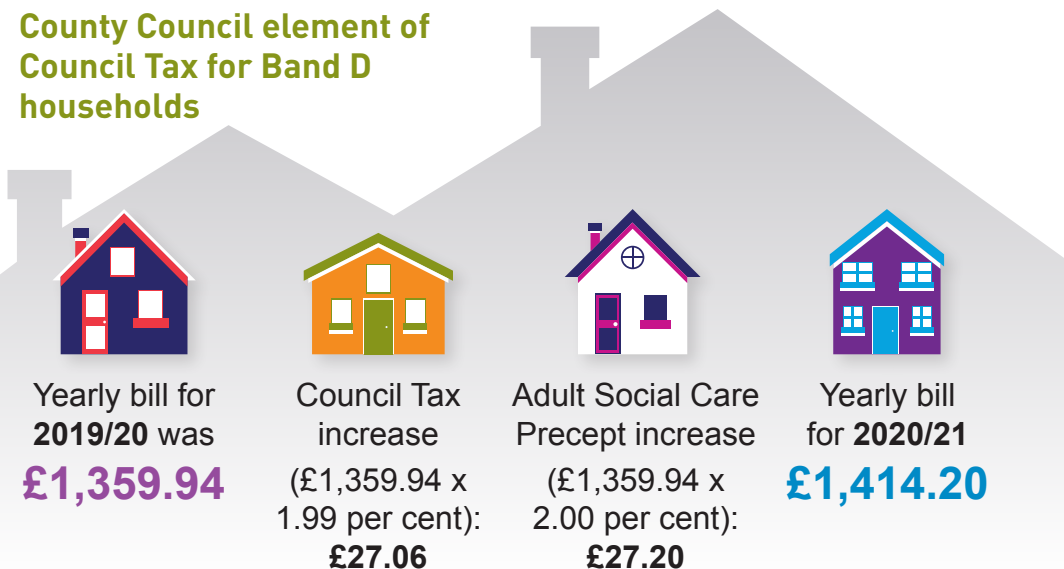 County Council element of
Council Tax for Band D
households
Yearly bill for
2019/20 was
£1,359.94
Council Tax
increase
(£1,359.94 x
1.99 per cent):
£27.06
Adult Social Care
Precept increase
(£1,359.94 x
2.00 per cent):
£27.20
Yearly bill
for 2020/21
£1,414.20